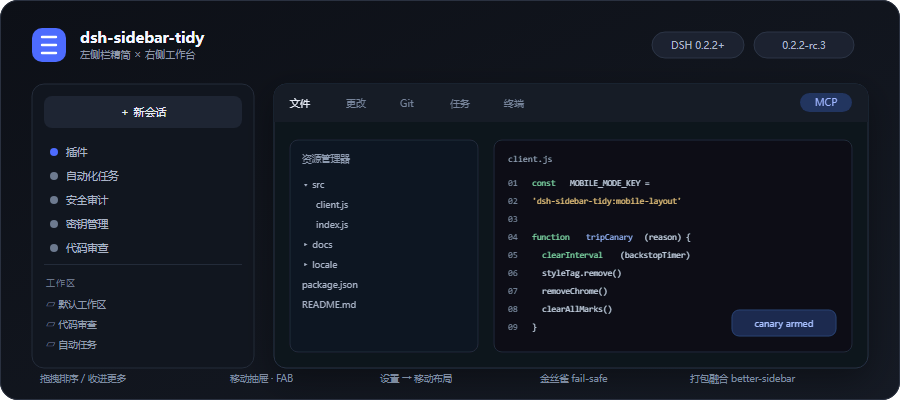 dsh-sidebar-tidy
左侧栏精简 × 右侧工作台
DSH 0.2.2+
0.2.2-rc.3
+ 新会话
插件
自动化任务
安全审计
密钥管理
代码审查
工作区
默认工作区
代码审查
自动任务
文件 更改 Git 任务 终端
MCP
资源管理器
src
client.js
index.js
docs
locale
package.json
README.md
client.js
01 const MOBILE_MODE_KEY =
02 'dsh-sidebar-tidy:mobile-layout'
03
04 function tripCanary (reason) {
05 clearInterval (backstopTimer)
06 styleTag.remove()
07 removeChrome()
08 clearAllMarks()
09 }
canary armed
拖拽排序 / 收进更多
移动抽屉 · FAB
设置 → 移动布局
金丝雀 fail-safe
打包融合 better-sidebar